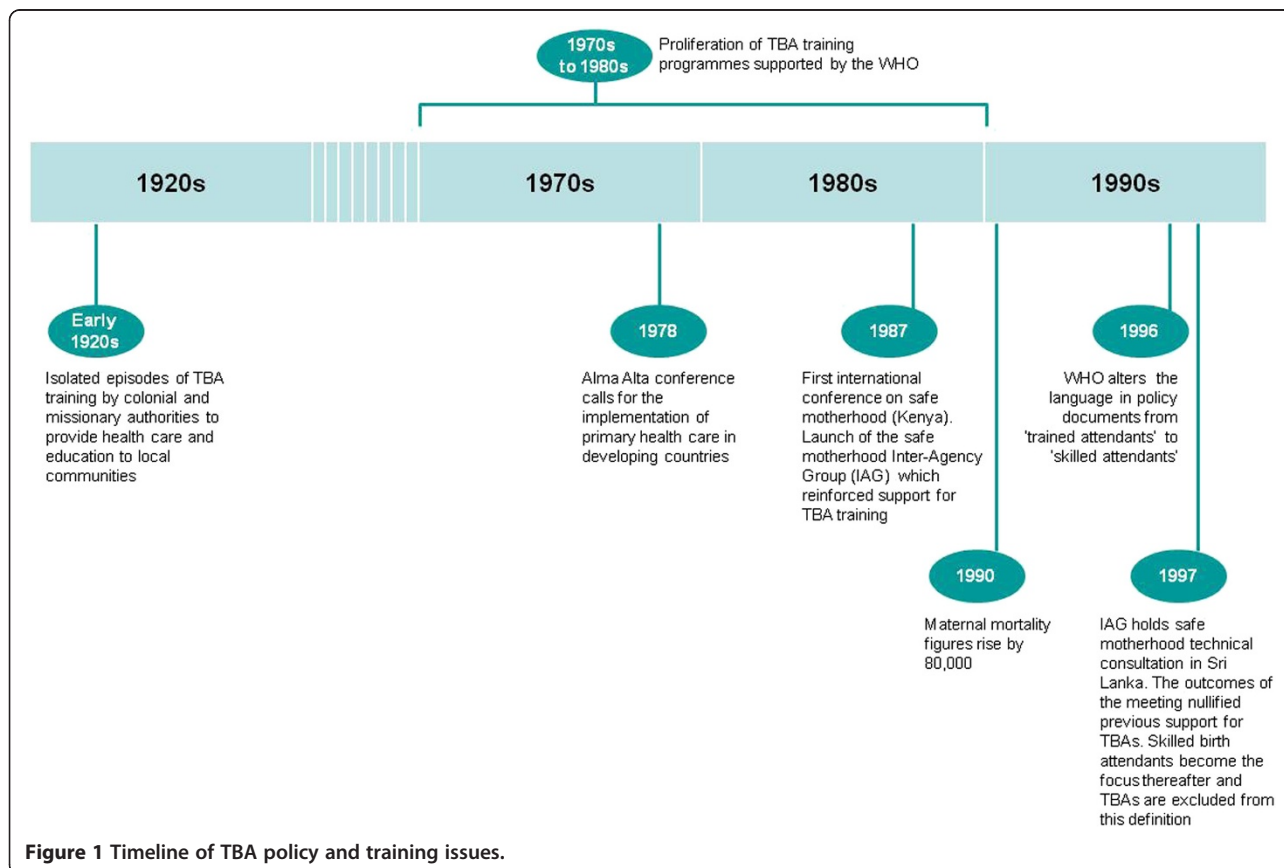 1970s
to 1980s
Proliferation of TBA training
programmes supported by the WHO
1920s
1970s
1980s
1990s
Early
1920s
Isolated episodes of TBA
training by colonial and
missionary authorities to
provide health care and
education to local
communities
1978
Alma Alta conference
calls for the
implementation of
primary health care in
developing countries
1987
First international
conference on safe
motherhood (Kenya).
Launch of the safe
motherhood Inter-Agency
Group (IAG) which
reinforced support for
TBA training
1990
Maternal mortality
figures rise by
80,000
1996
WHO alters the
language in policy
documents from
'trained attendants' to
'skilled attendants'
1997
IAG holds safe
motherhood technical
consultation in Sri
Lanka. The outcomes of
the meeting nullified
previous support for
TBAs. Skilled birth
attendants become the
focus thereafter and
TBAs are excluded from
this definition
Figure 1 Timeline of TBA policy and training issues.